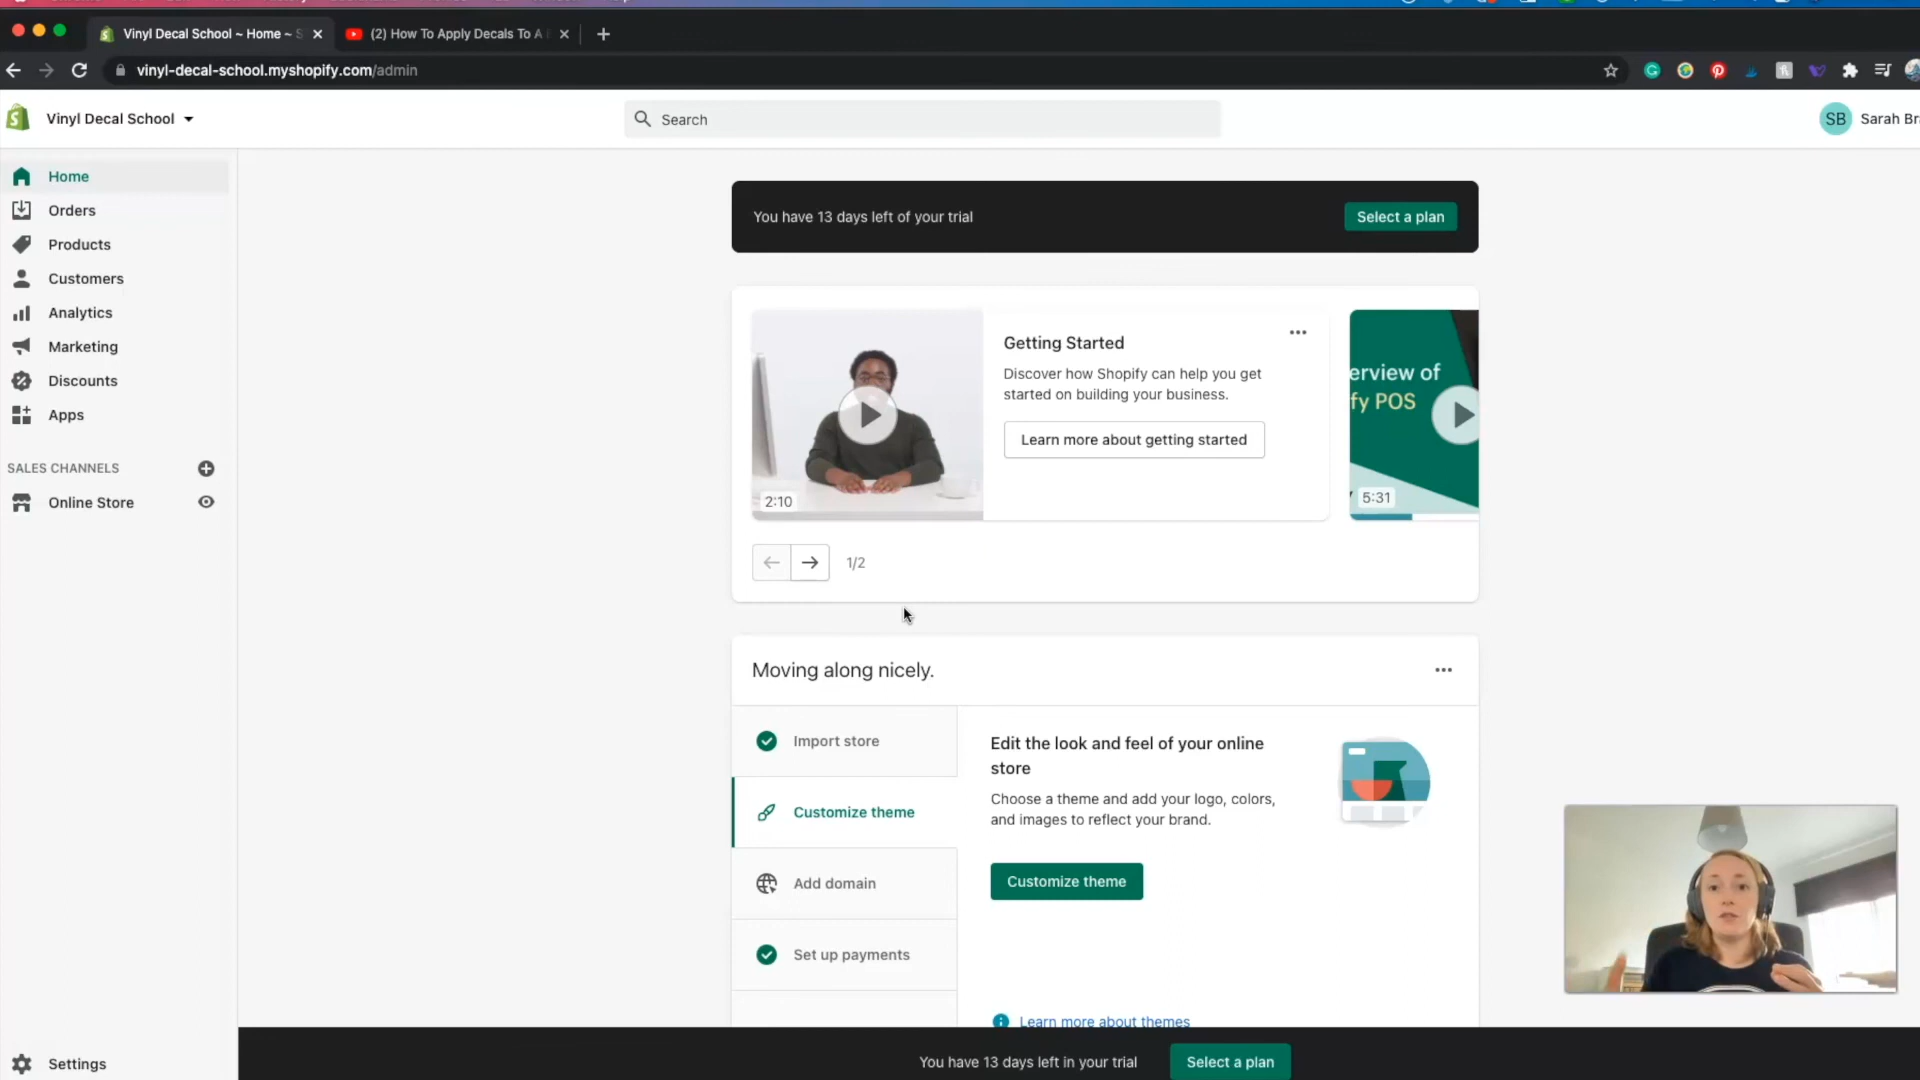 Vinyl Decal School ~ Home ~ S
(2) How To Apply Decals To A
vinyl-decal-school.myshopify.com/admin
Vinyl Decal School
Search
SB
Sarah Br
Home
Orders
Products
Customers
Analytics
Marketing
Discounts
Apps
SALES CHANNELS
Online Store
Settings
You have 13 days left of your trial
Select a plan
2:10
Getting Started
Discover how Shopify can help you get
started on building your business.
Learn more about getting started
erview of
fy POS
5:31
1/2
Moving along nicely.
Import store
Customize theme
Add domain
Set up payments
Edit the look and feel of your online
store
Choose a theme and add your logo, colors,
and images to reflect your brand.
Customize theme
Learn more about themes
You have 13 days left in your trial
Select a plan